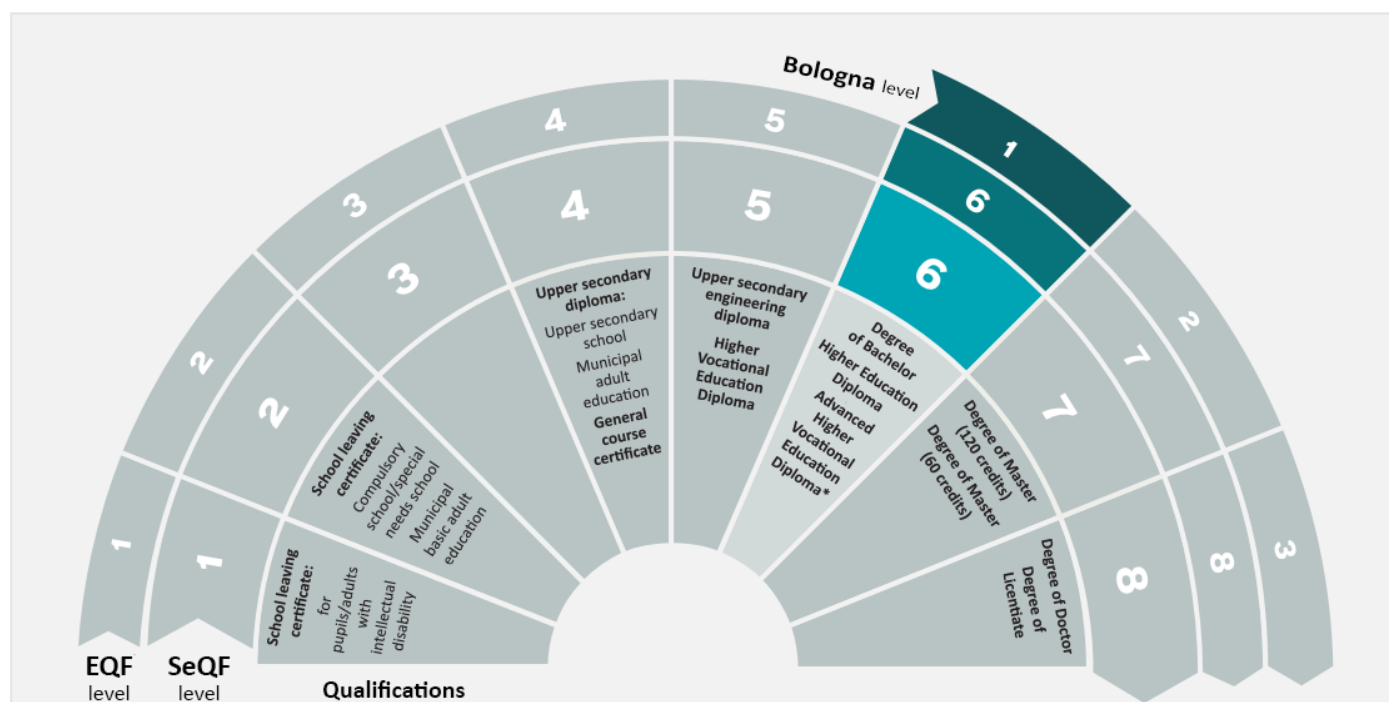 Bologna level
1
2
3
1
2
3
4
5
6
7
8
1
2
3
4
5
6
7
8
School leaving
certificate:
for
pupils/adults
with
intellectual
disability
School leaving
certificate:
Compulsory
school/special
needs school
Municipal
basic adult
education
Upper secondary
diploma:
Upper secondary
school
Municipal
adult
education
General
course
certificate
Upper secondary
engineering
diploma
Higher
Vocational
Education
Diploma
Degree
of Bachelor
Higher Education
Diploma
Advanced
Higher
Vocational
Education
Diploma*
Degree of Master
(120 credits)
Degree of Master
(60 credits)
Degree of Doctor
Degree of
Licentiate
EQF
level
SeQF
level
Qualifications